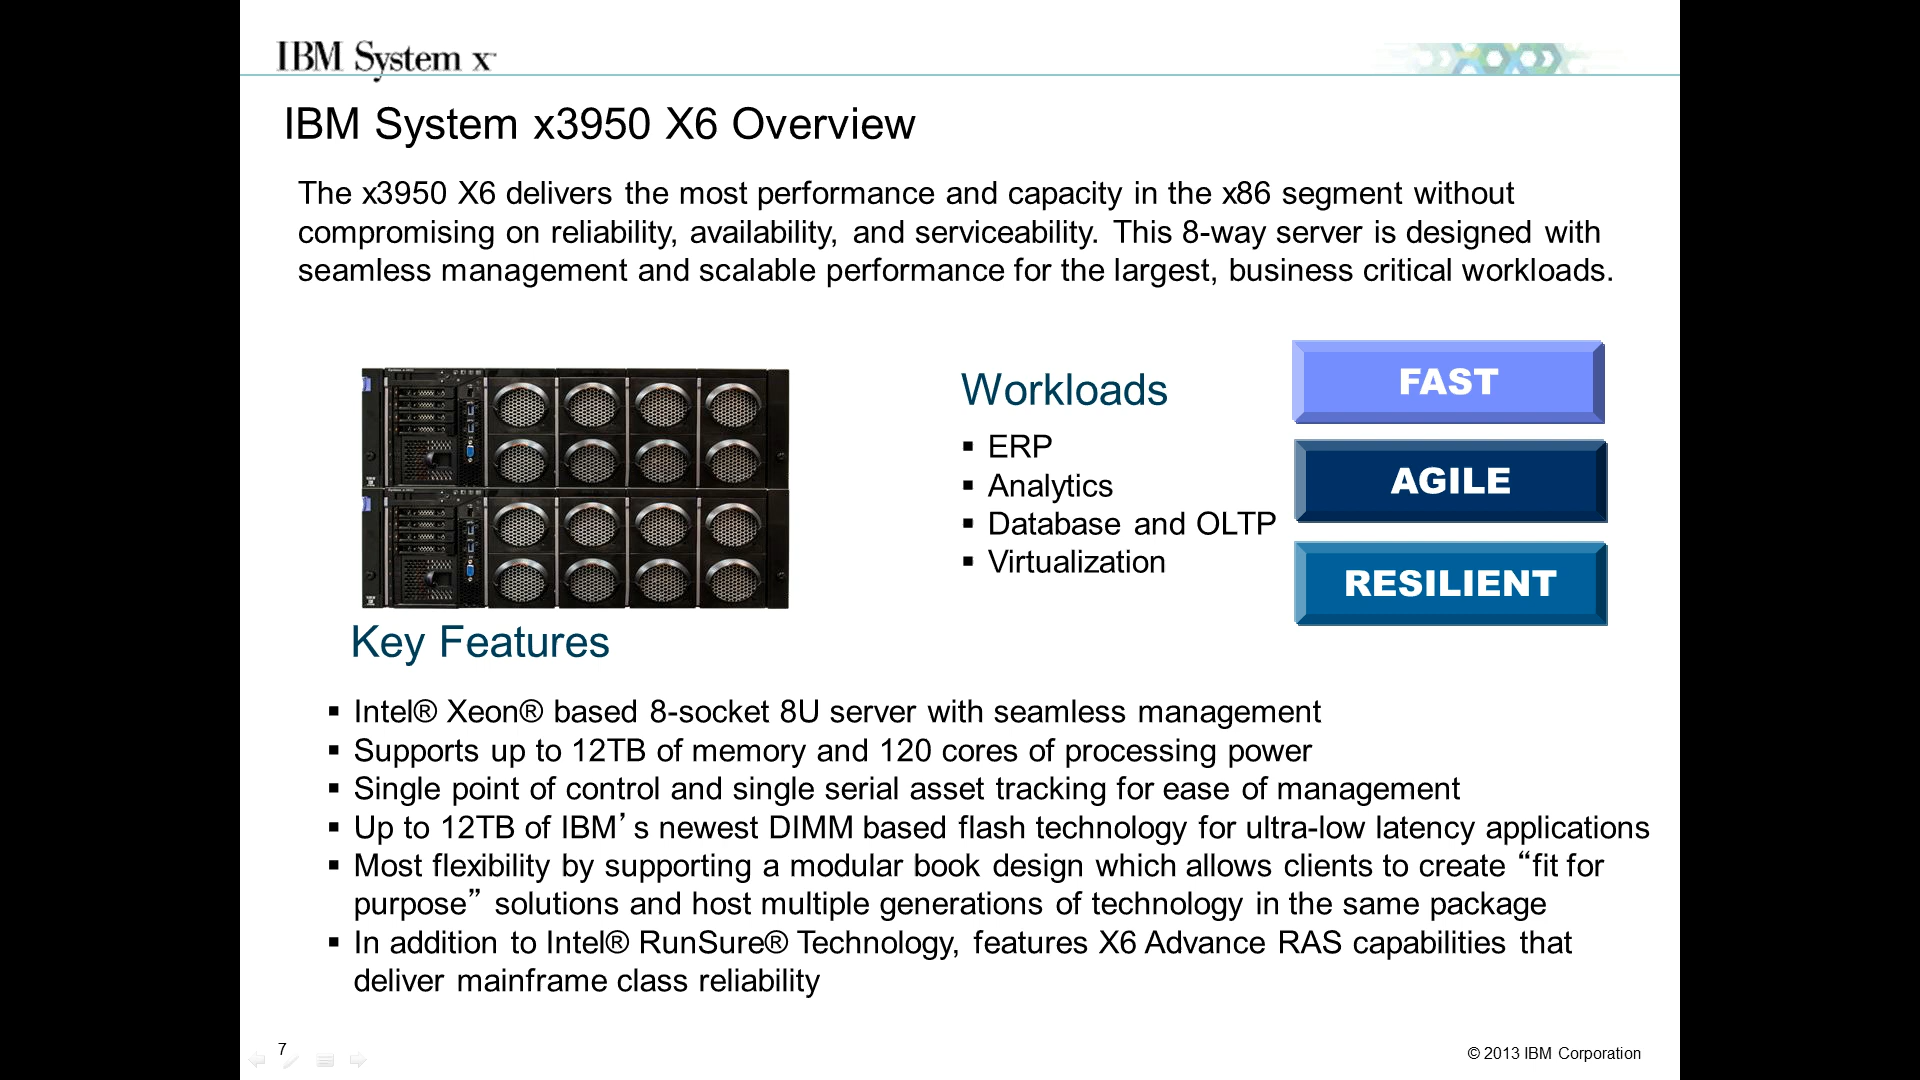 IBM System x™
IBM System x3950 X6 Overview
The x3950 X6 delivers the most performance and capacity in the x86 segment without
compromising on reliability, availability, and serviceability. This 8-way server is designed with
seamless management and scalable performance for the largest, business critical workloads.
Workloads
▪ ERP
▪ Analytics
▪ Database and OLTP
▪ Virtualization
FAST
AGILE
RESILIENT
Key Features
▪ Intel® Xeon® based 8-socket 8U server with seamless management
▪ Supports up to 12TB of memory and 120 cores of processing power
▪ Single point of control and single serial asset tracking for ease of management
▪ Up to 12TB of IBM’s newest DIMM based flash technology for ultra-low latency applications
▪ Most flexibility by supporting a modular book design which allows clients to create “fit for
purpose” solutions and host multiple generations of technology in the same package
▪ In addition to Intel® RunSure® Technology, features X6 Advance RAS capabilities that
deliver mainframe class reliability
7
© 2013 IBM Corporation